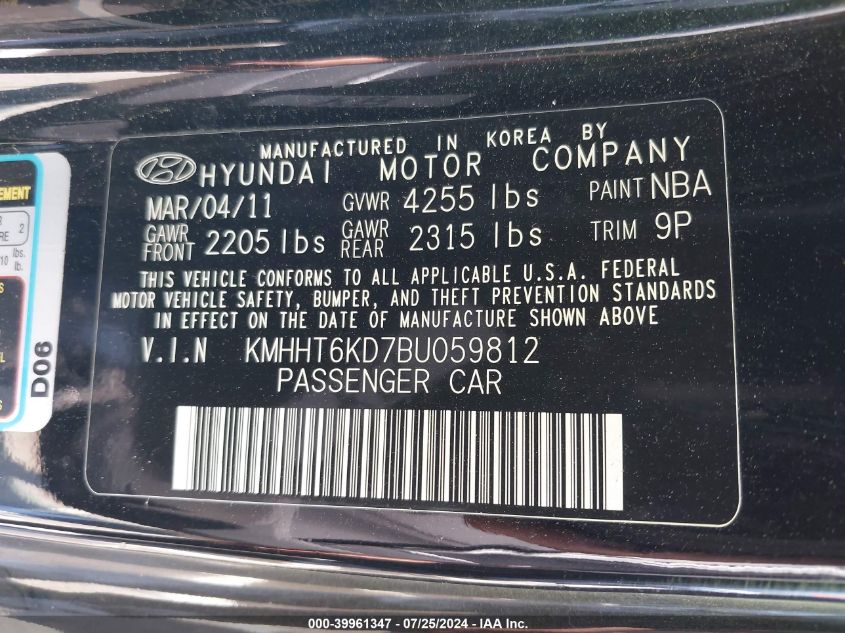 MANUFACTURED IN KOREA BY
HYUNDAI MOTOR COMPANY
MAR/04/11 GVWR 4255 lbs PAINT NBA
GAWR FRONT 2205 lbs GAWR REAR 2315 lbs TRIM 9P
THIS VEHICLE CONFORMS TO ALL APPLICABLE U.S.A. FEDERAL
MOTOR VEHICLE SAFETY, BUMPER, AND THEFT PREVENTION STANDARDS
IN EFFECT ON THE DATE OF MANUFACTURE SHOWN ABOVE
V.I.N KMHHT6KD7BU059812
PASSENGER CAR
2
lbs.
lb.
D06
000-39961347 - 07/25/2024 - IAA Inc.